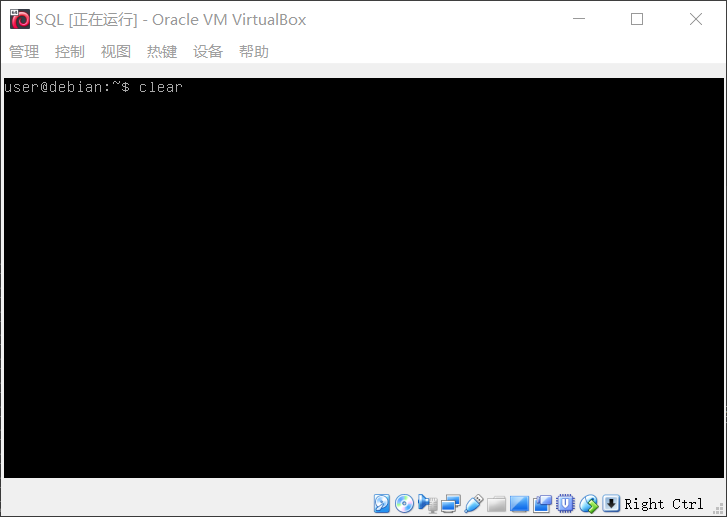 SQL [正在运行] - Oracle VM VirtualBox
管理 控制 视图 热键 设备 帮助
user@debian:~$ clear
Right Ctrl